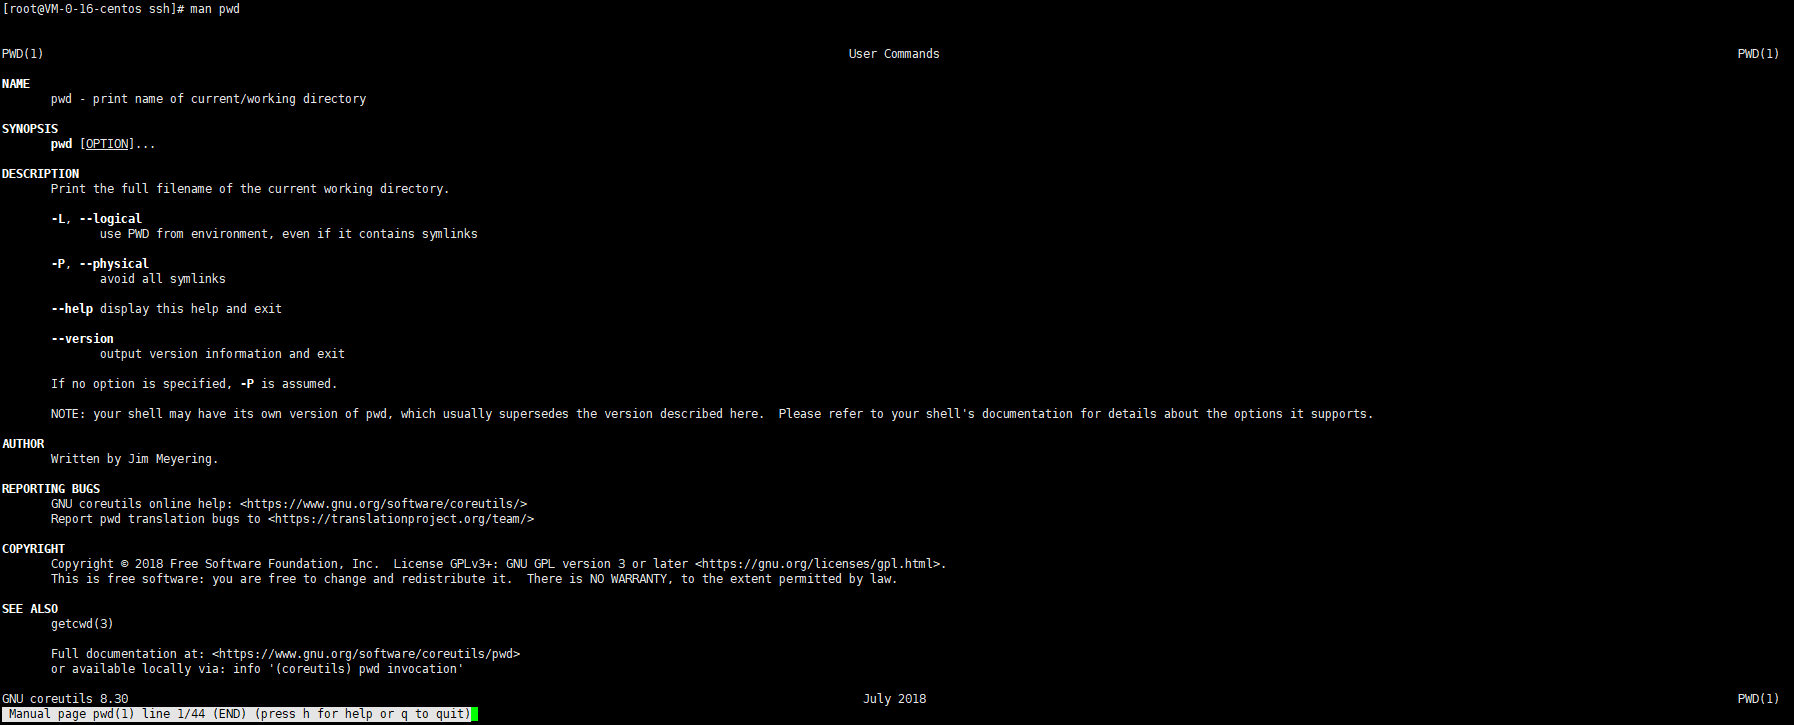 [root@VM-0-16-centos ssh]# man pwd
PWD(1) User Commands PWD(1)
NAME
pwd - print name of current/working directory
SYNOPSIS
pwd [OPTION]...
DESCRIPTION
Print the full filename of the current working directory.
-L, --logical
use PWD from environment, even if it contains symlinks
-P, --physical
avoid all symlinks
--help display this help and exit
--version
output version information and exit
If no option is specified, -P is assumed.
NOTE: your shell may have its own version of pwd, which usually supersedes the version described here.  Please refer to your shell's documentation for details about the options it supports.
AUTHOR
Written by Jim Meyering.
REPORTING BUGS
GNU coreutils online help: <https://www.gnu.org/software/coreutils/>
Report pwd translation bugs to <https://translationproject.org/team/>
COPYRIGHT
Copyright © 2018 Free Software Foundation, Inc.  License GPLv3+: GNU GPL version 3 or later <https://gnu.org/licenses/gpl.html>.
This is free software: you are free to change and redistribute it.  There is NO WARRANTY, to the extent permitted by law.
SEE ALSO
getcwd(3)
Full documentation at: <https://www.gnu.org/software/coreutils/pwd>
or available locally via: info '(coreutils) pwd invocation'
GNU coreutils 8.30 July 2018 PWD(1)
Manual page pwd(1) line 1/44 (END) (press h for help or q to quit)